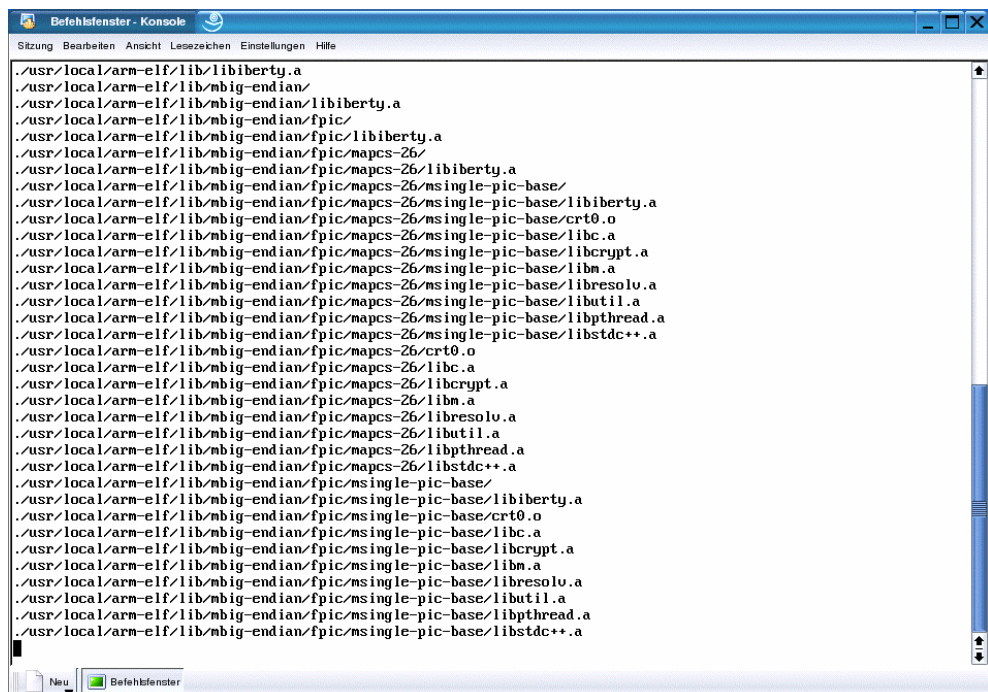 Befehlsfenster - Konsole
Sitzung Bearbeiten Ansicht Lesezeichen Einstellungen Hilfe
./usr/local/arm-elf/lib/libiberty.a
./usr/local/arm-elf/lib/mbig-endian/
./usr/local/arm-elf/lib/mbig-endian/libiberty.a
./usr/local/arm-elf/lib/mbig-endian/fpic/
./usr/local/arm-elf/lib/mbig-endian/fpic/libiberty.a
./usr/local/arm-elf/lib/mbig-endian/fpic/mapcs-26/
./usr/local/arm-elf/lib/mbig-endian/fpic/mapcs-26/libiberty.a
./usr/local/arm-elf/lib/mbig-endian/fpic/mapcs-26/msingle-pic-base/
./usr/local/arm-elf/lib/mbig-endian/fpic/mapcs-26/msingle-pic-base/libiberty.a
./usr/local/arm-elf/lib/mbig-endian/fpic/mapcs-26/msingle-pic-base/crt0.o
./usr/local/arm-elf/lib/mbig-endian/fpic/mapcs-26/msingle-pic-base/libc.a
./usr/local/arm-elf/lib/mbig-endian/fpic/mapcs-26/msingle-pic-base/libcrypt.a
./usr/local/arm-elf/lib/mbig-endian/fpic/mapcs-26/msingle-pic-base/libm.a
./usr/local/arm-elf/lib/mbig-endian/fpic/mapcs-26/msingle-pic-base/libresolv.a
./usr/local/arm-elf/lib/mbig-endian/fpic/mapcs-26/msingle-pic-base/libutil.a
./usr/local/arm-elf/lib/mbig-endian/fpic/mapcs-26/msingle-pic-base/libpthread.a
./usr/local/arm-elf/lib/mbig-endian/fpic/mapcs-26/msingle-pic-base/libstdc++.a
./usr/local/arm-elf/lib/mbig-endian/fpic/mapcs-26/crt0.o
./usr/local/arm-elf/lib/mbig-endian/fpic/mapcs-26/libc.a
./usr/local/arm-elf/lib/mbig-endian/fpic/mapcs-26/libcrypt.a
./usr/local/arm-elf/lib/mbig-endian/fpic/mapcs-26/libm.a
./usr/local/arm-elf/lib/mbig-endian/fpic/mapcs-26/libresolv.a
./usr/local/arm-elf/lib/mbig-endian/fpic/mapcs-26/libutil.a
./usr/local/arm-elf/lib/mbig-endian/fpic/mapcs-26/libpthread.a
./usr/local/arm-elf/lib/mbig-endian/fpic/mapcs-26/libstdc++.a
./usr/local/arm-elf/lib/mbig-endian/fpic/msingle-pic-base/
./usr/local/arm-elf/lib/mbig-endian/fpic/msingle-pic-base/libiberty.a
./usr/local/arm-elf/lib/mbig-endian/fpic/msingle-pic-base/crt0.o
./usr/local/arm-elf/lib/mbig-endian/fpic/msingle-pic-base/libc.a
./usr/local/arm-elf/lib/mbig-endian/fpic/msingle-pic-base/libcrypt.a
./usr/local/arm-elf/lib/mbig-endian/fpic/msingle-pic-base/libm.a
./usr/local/arm-elf/lib/mbig-endian/fpic/msingle-pic-base/libresolv.a
./usr/local/arm-elf/lib/mbig-endian/fpic/msingle-pic-base/libutil.a
./usr/local/arm-elf/lib/mbig-endian/fpic/msingle-pic-base/libpthread.a
./usr/local/arm-elf/lib/mbig-endian/fpic/msingle-pic-base/libstdc++.a
Neu Befehlsfenster